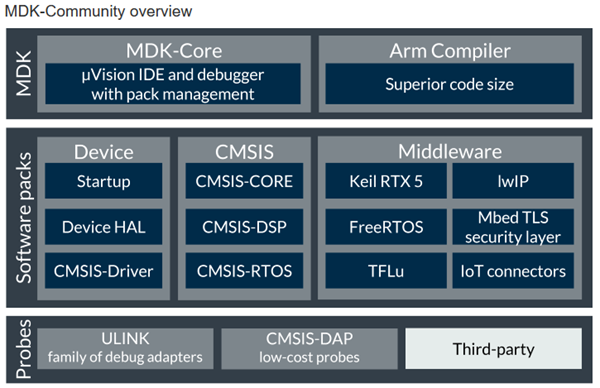 MDK-Community overview
MDK
MDK-Core
µVision IDE and debugger
with pack management
Arm Compiler
Superior code size
Software packs
Device
Startup
Device HAL
CMSIS-Driver
CMSIS
CMSIS-CORE
CMSIS-DSP
CMSIS-RTOS
Middleware
Keil RTX 5
lwIP
FreeRTOS
Mbed TLS
security layer
TFLu
IoT connectors
Probes
ULINK
family of debug adapters
CMSIS-DAP
low-cost probes
Third-party